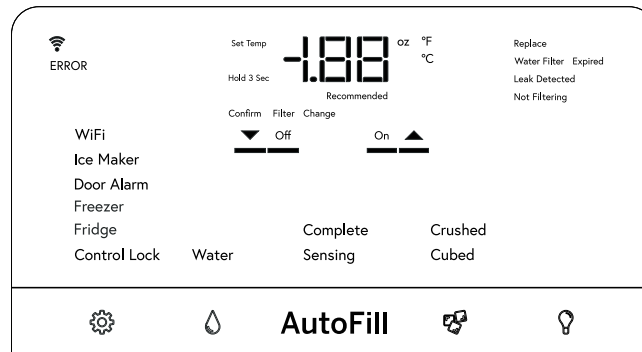 Set Temp
-1.88 oz °F
°C
Hold 3 Sec
Recommended
Replace
Water Filter Expired
Leak Detected
Not Filtering
ERROR
Confirm Filter Change
Off On
WiFi
Ice Maker
Door Alarm
Freezer
Fridge
Control Lock
Water
Complete
Sensing
Crushed
Cubed
AutoFill